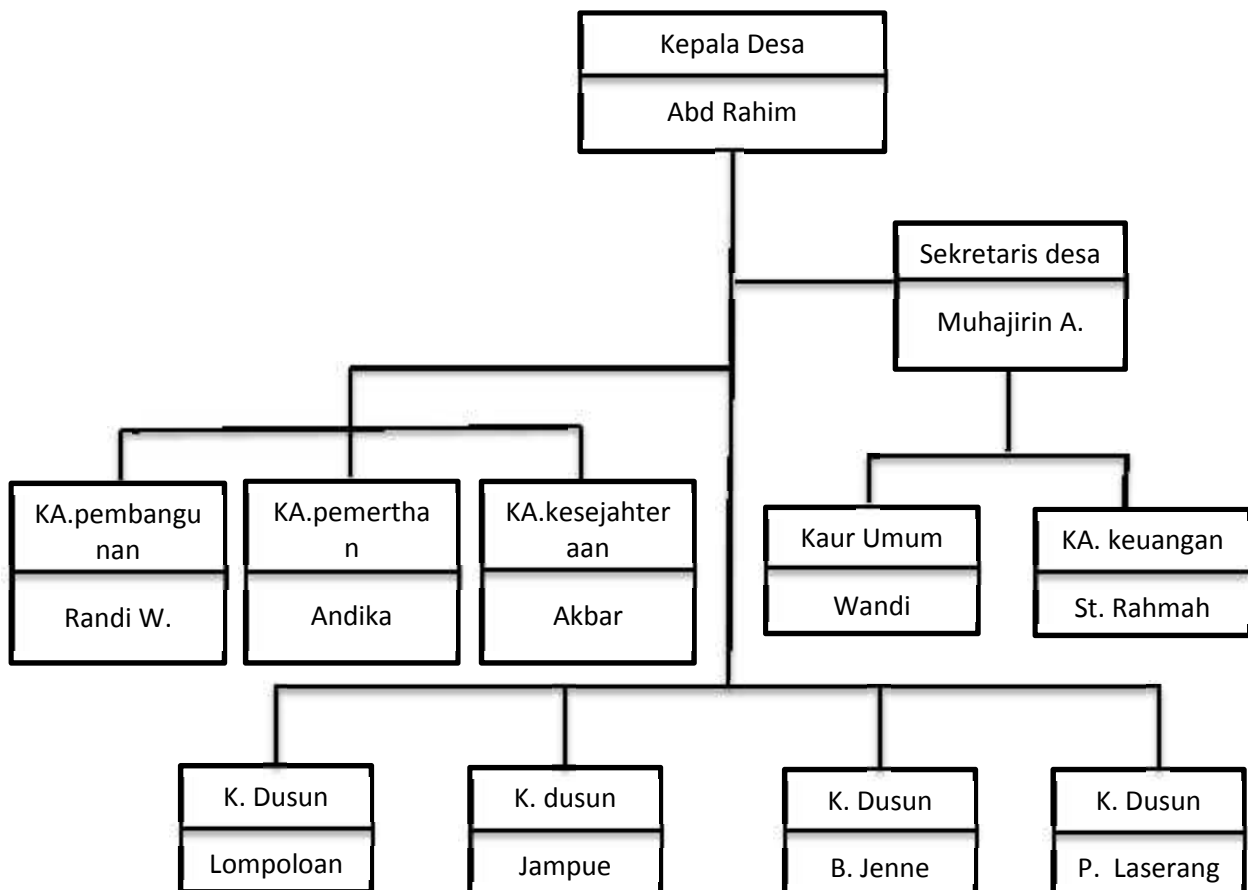 Kepala Desa
Abd Rahim
Sekretaris desa
Muhajirin A.
KA.pembangu
nan
Randi W.
KA.pemertha
n
Andika
KA.kesejahter
aan
Akbar
Kaur Umum
Wandi
KA. keuangan
St. Rahmah
K. Dusun
Lompoloan
K. dusun
Jampue
K. Dusun
B. Jenne
K. Dusun
P. Laserang